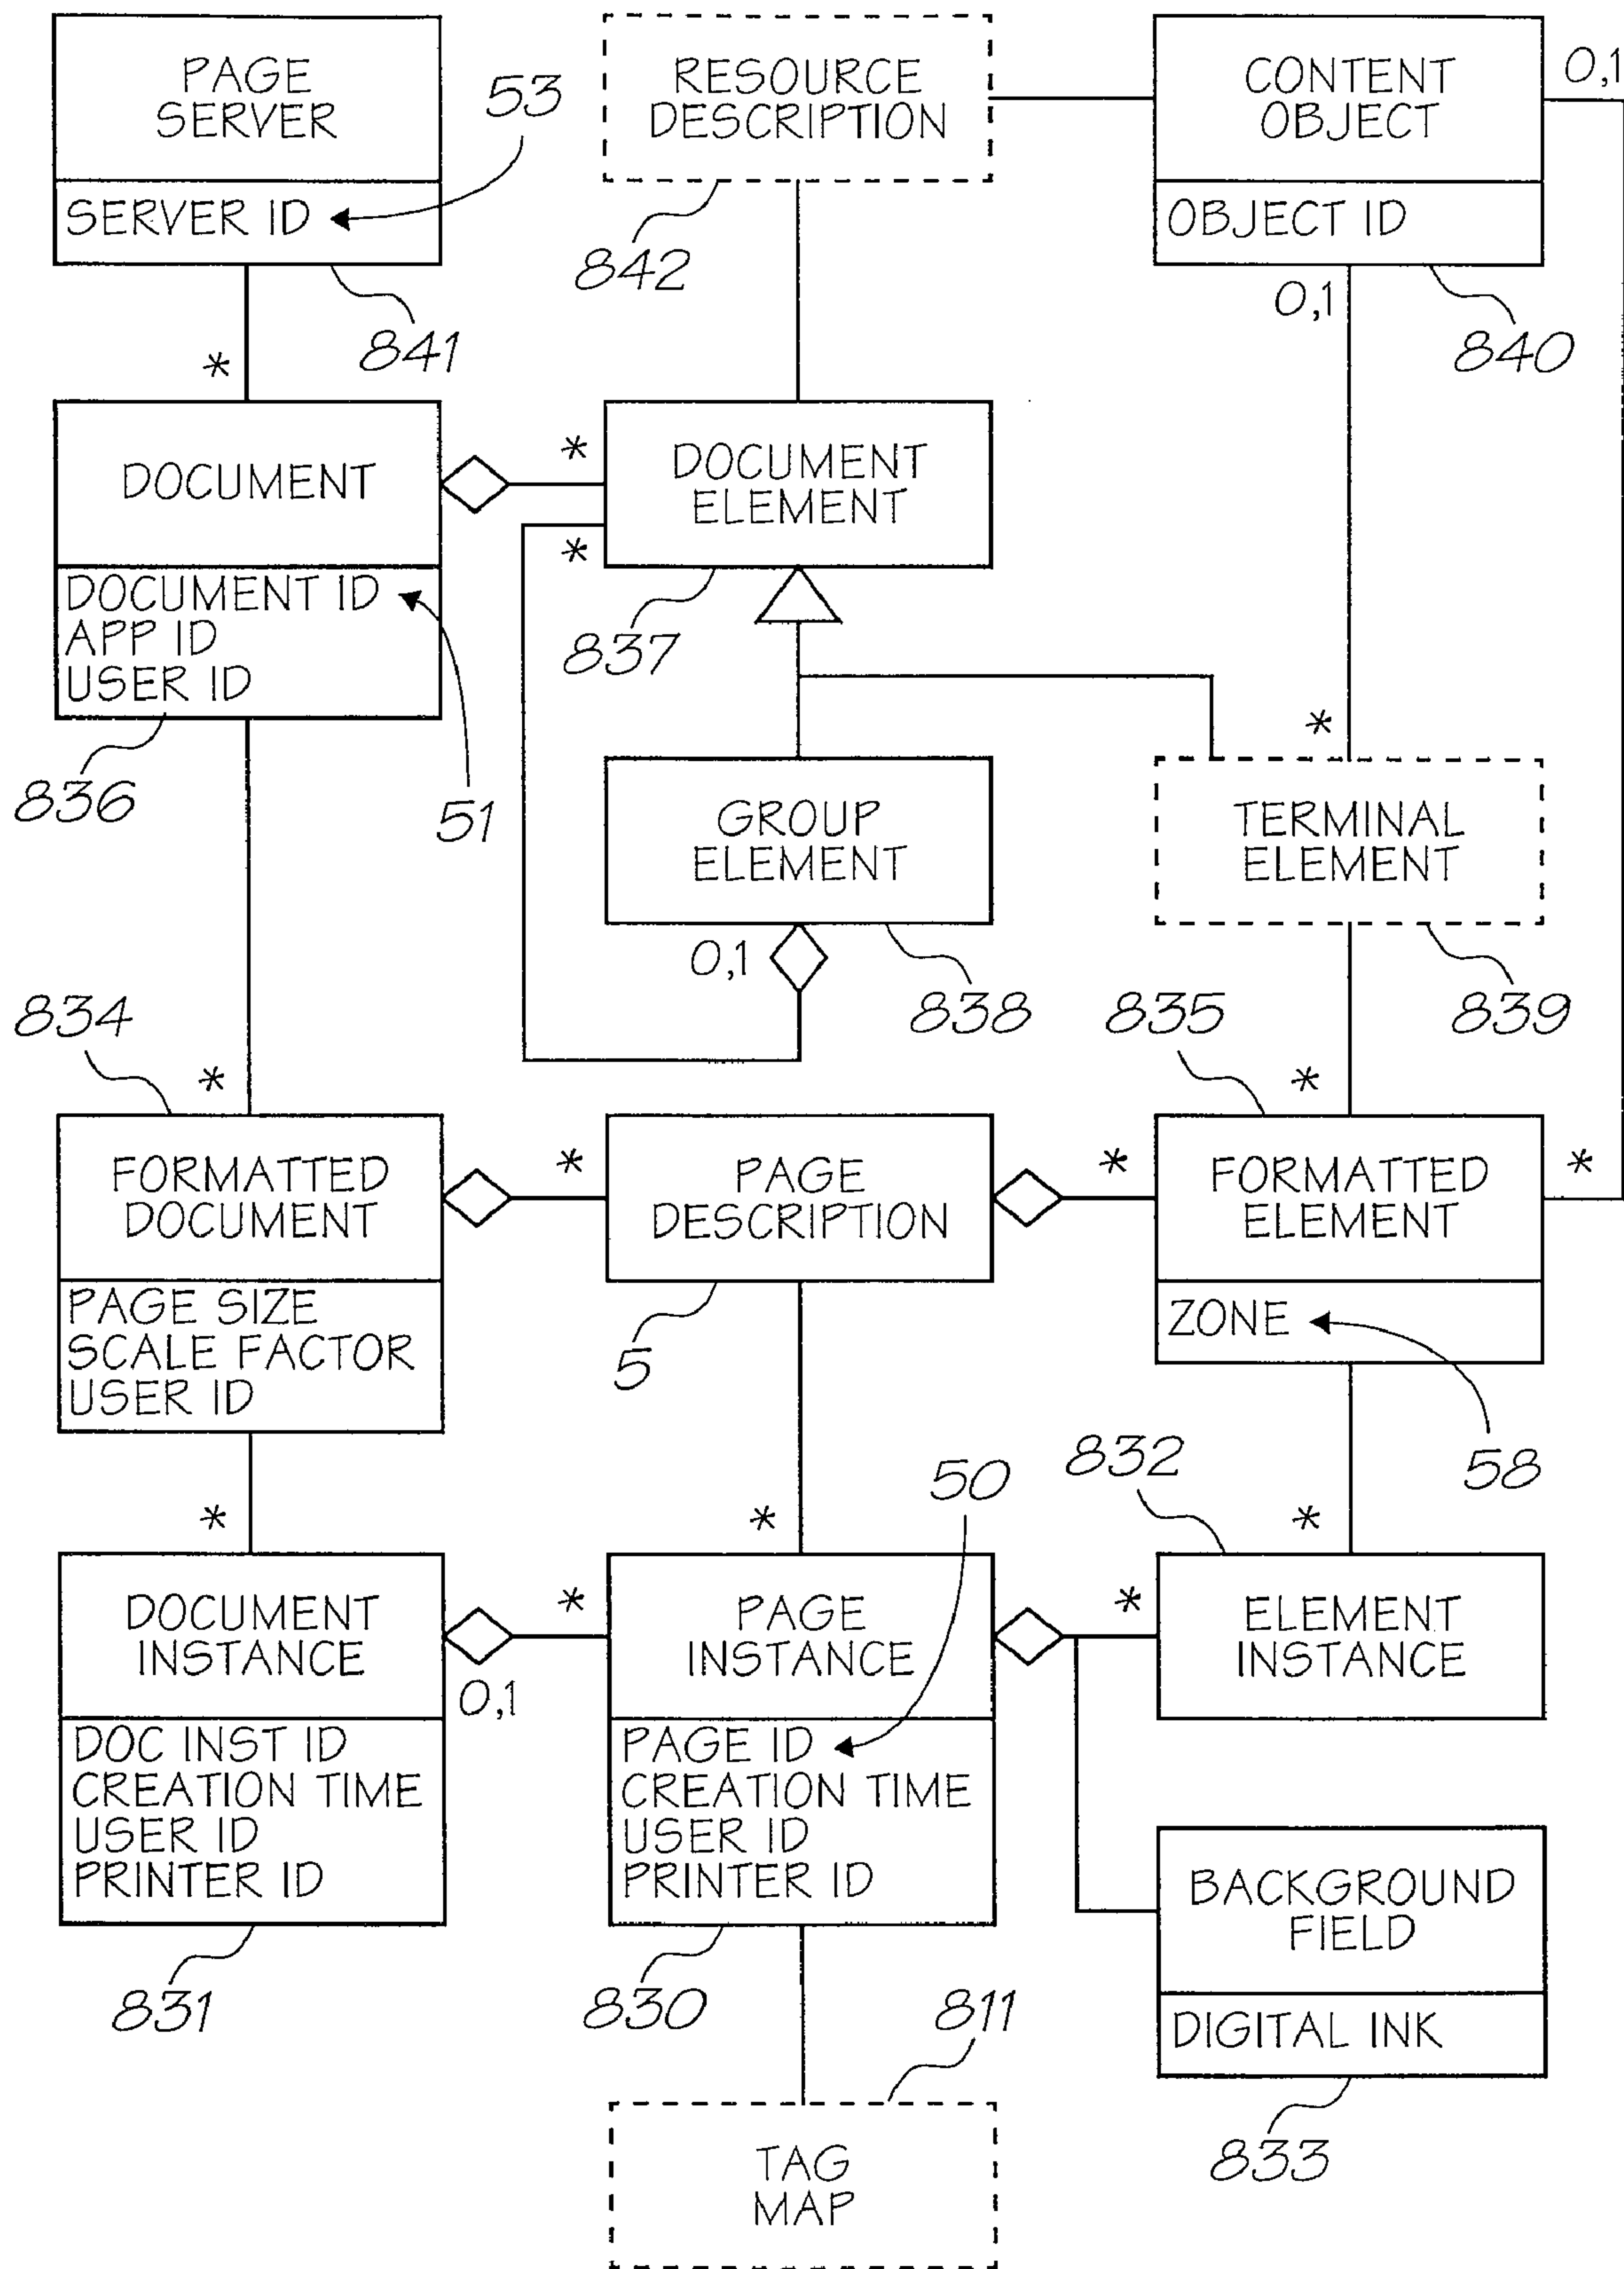 PAGE
SERVER
SERVER ID
53
841
RESOURCE
DESCRIPTION
842
CONTENT
OBJECT
OBJECT ID
0,1
0,1
840
*
DOCUMENT
DOCUMENT ID
APP ID
USER ID
836
51
*
*
DOCUMENT
ELEMENT
837
*
GROUP
ELEMENT
0,1
838
TERMINAL
ELEMENT
839
834
*
FORMATTED
DOCUMENT
PAGE SIZE
SCALE FACTOR
USER ID
*
PAGE
DESCRIPTION
5
835
*
*
*
FORMATTED
ELEMENT
ZONE
58
*
DOCUMENT
INSTANCE
0,1
DOC INST ID
CREATION TIME
USER ID
PRINTER ID
831
*
*
50
PAGE
INSTANCE
PAGE ID
CREATION TIME
USER ID
PRINTER ID
830
832
*
*
ELEMENT
INSTANCE
BACKGROUND
FIELD
DIGITAL INK
833
811
TAG
MAP